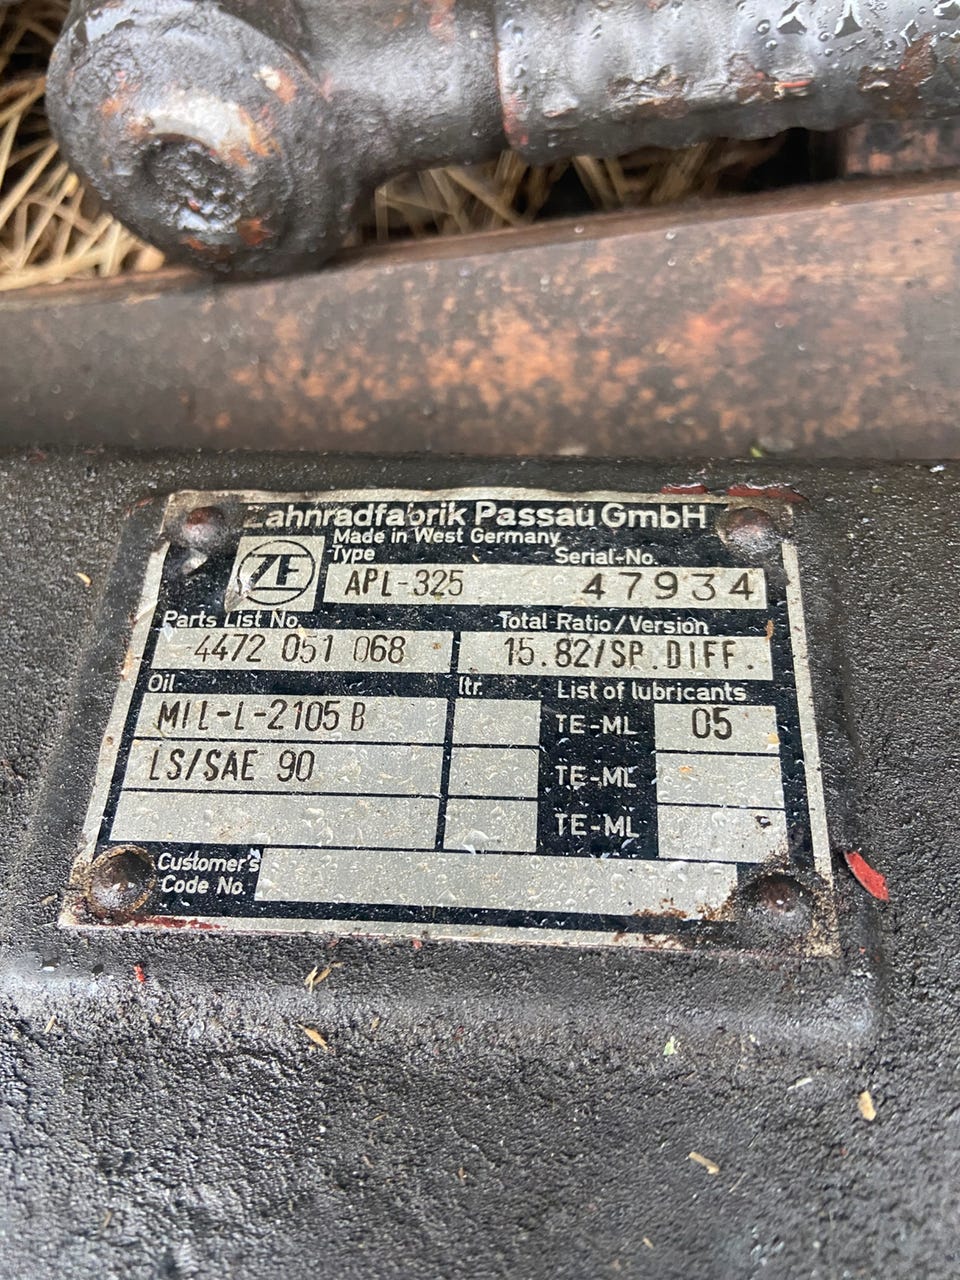 Zahnradfabrik Passau GmbH
Made in West Germany
ZF
Type Serial-No.
APL-325 47934
Parts List No. Total Ratio/Version
4472 051 068 15.82/SP.DIFF.
Oil ltr. List of lubricants
MIL-L-2105 B TE-ML 05
LS/SAE 90 TE-ML
TE-ML
Customer's
Code No.